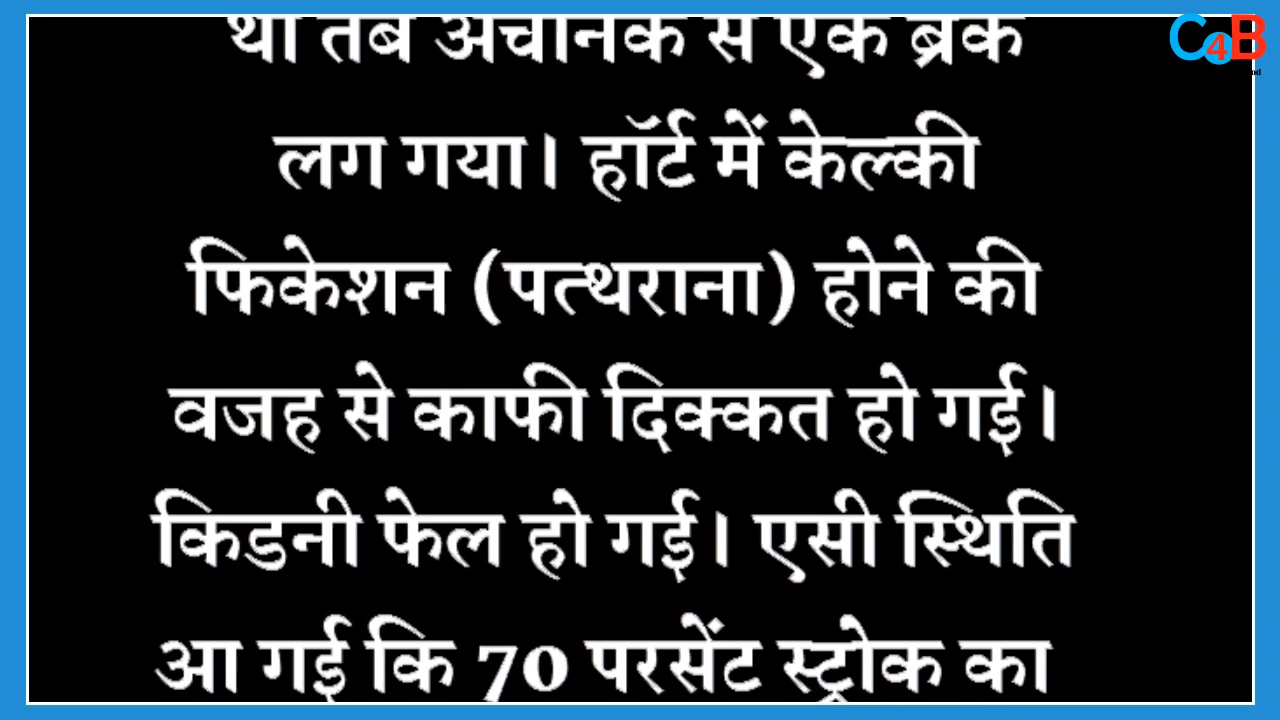 था तब अचानक से एक ब्रेक
लग गया। हॉर्ट में केल्की
फिकेशन (पत्थराना) होने की
वजह से काफी दिक्कत हो गई।
किडनी फेल हो गई। एसी स्थिति
आ गई कि 70 परसेंट स्ट्रोक का
C4B